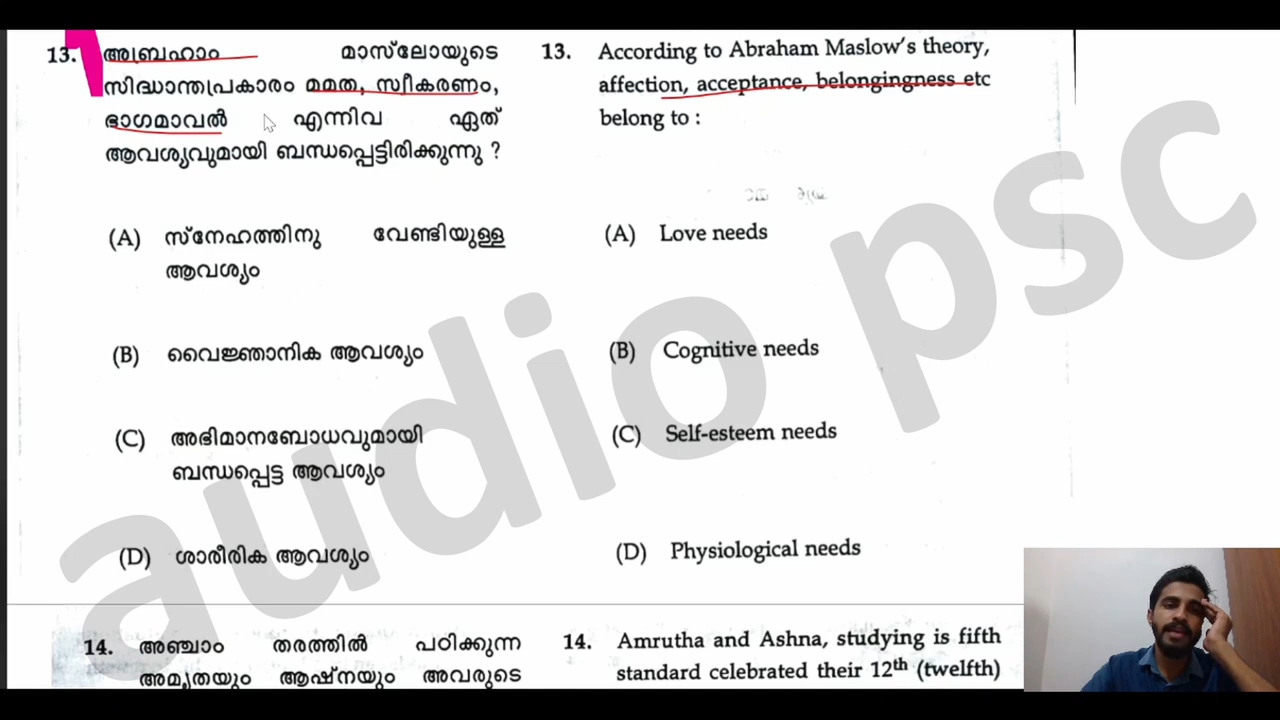 13. അബ്രഹാം മാസ്ലോയുടെ
സിദ്ധാന്തപ്രകാരം മമത, സ്വീകരണം,
ഭാഗമാവൽ എന്നിവ ഏത്
ആവശ്യവുമായി ബന്ധപ്പെട്ടിരിക്കുന്നു ?
(A) സ്നേഹത്തിനു വേണ്ടിയുള്ള
ആവശ്യം
(B) വൈജ്ഞാനിക ആവശ്യം
(C) അഭിമാനബോധവുമായി
ബന്ധപ്പെട്ട ആവശ്യം
(D) ശാരീരിക ആവശ്യം
14. അഞ്ചാം തരത്തിൽ പഠിക്കുന്ന
അമൃതയും ആഷ്നയും അവരുടെ
13. According to Abraham Maslow's theory,
affection, acceptance, belongingness etc
belong to :
(A) Love needs
(B) Cognitive needs
(C) Self-esteem needs
(D) Physiological needs
14. Amrutha and Ashna, studying is fifth
standard celebrated their 12th (twelfth)
audio psc